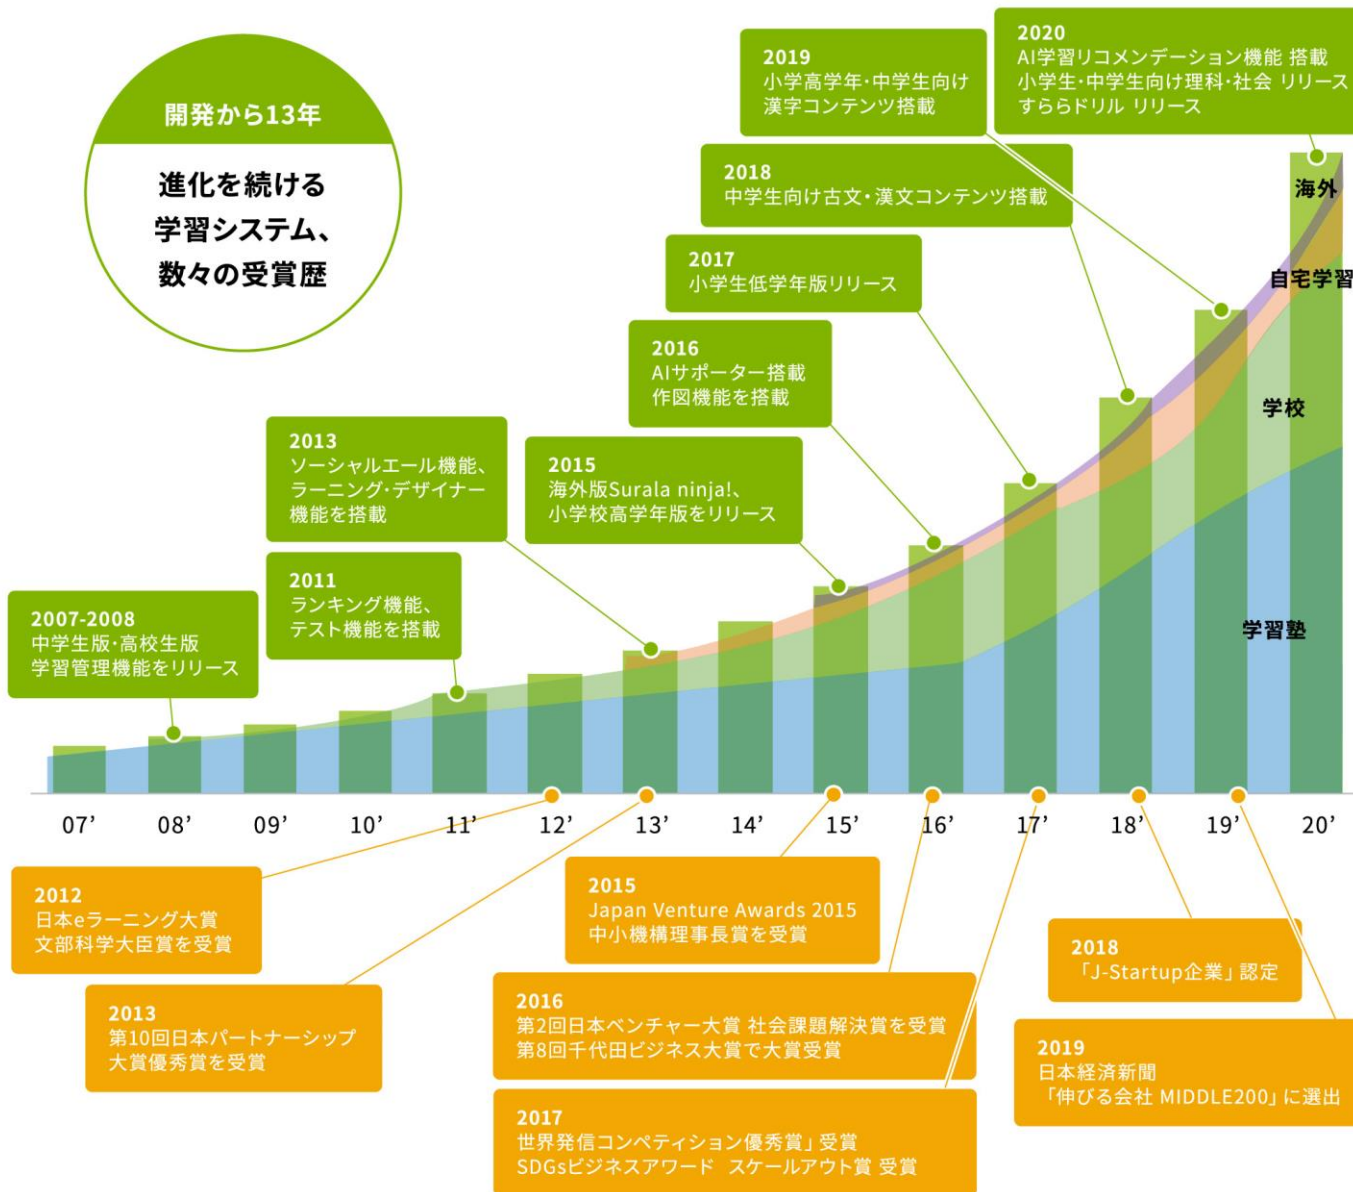 開発から13年
進化を続ける
学習システム、
数々の受賞歴
2007-2008
中学生版・高校生版
学習管理機能をリリース
2011
ランキング機能、
テスト機能を搭載
2013
ソーシャルエール機能、
ラーニング・デザイナー
機能を搭載
2015
海外版Surala ninja!、
小学校高学年版をリリース
2016
AIサポーター搭載
作図機能を搭載
2017
小学生低学年版リリース
2018
中学生向け古文・漢文コンテンツ搭載
2019
小学高学年・中学生向け
漢字コンテンツ搭載
2020
AI学習リコメンデーション機能 搭載
小学生・中学生向け理科・社会 リリース
すららドリル リリース
海外
自宅学習
学校
学習塾
07’ 08’ 09’ 10’ 11’ 12’ 13’ 14’ 15’ 16’ 17’ 18’ 19’ 20’
2012
日本eラーニング大賞
文部科学大臣賞を受賞
2013
第10回日本パートナーシップ
大賞優秀賞を受賞
2015
Japan Venture Awards 2015
中小機構理事長賞を受賞
2016
第2回日本ベンチャー大賞 社会課題解決賞を受賞
第8回千代田ビジネス大賞で大賞受賞
2017
世界発信コンペティション優秀賞」受賞
SDGsビジネスアワード スケールアウト賞 受賞
2018
「J-Startup企業」認定
2019
日本経済新聞
「伸びる会社 MIDDLE200」に選出